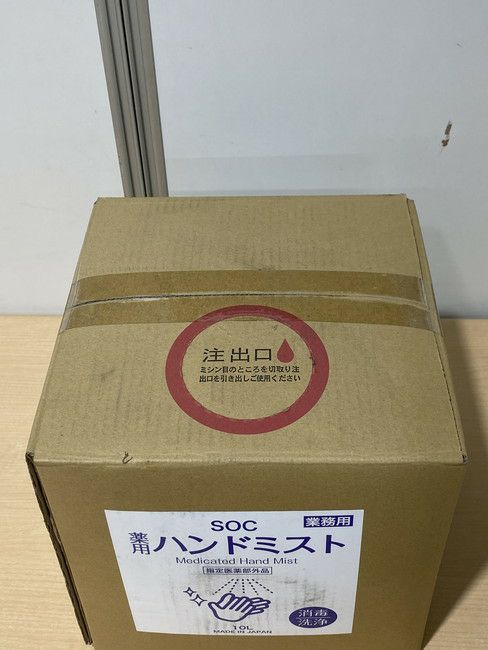 注出口
ミシン目のところを切取り注
出口を引き出しご使用ください
SOC
業務用
薬用ハンドミスト
Medicated Hand Mist
指定医薬部外品
消毒
洗浄
10L
MADE IN JAPAN